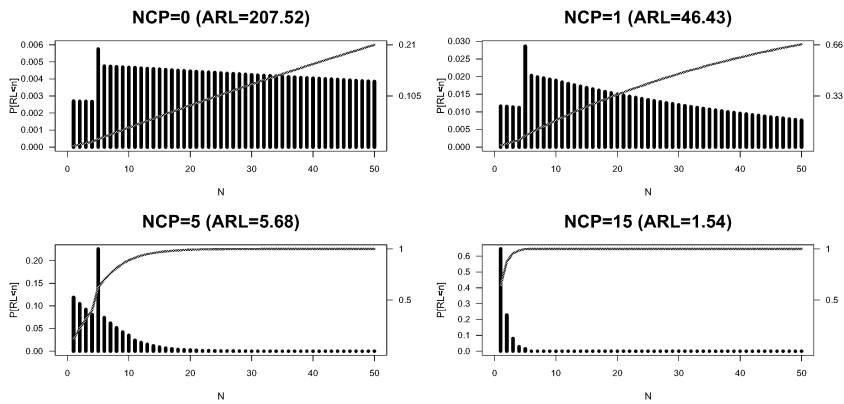 NCP=0 (ARL=207.52)
P[RL≤n]
0.006
0.005
0.004
0.003
0.002
0.001
0.000
0.21
0.105
0 10 20 30 40 50
N
NCP=1 (ARL=46.43)
P[RL≤n]
0.030
0.025
0.020
0.015
0.010
0.005
0.000
0.66
0.33
0 10 20 30 40 50
N
NCP=5 (ARL=5.68)
P[RL≤n]
0.20
0.15
0.10
0.05
0.00
1
0.5
0 10 20 30 40 50
N
NCP=15 (ARL=1.54)
P[RL≤n]
0.6
0.5
0.4
0.3
0.2
0.1
0.0
1
0.5
0 10 20 30 40 50
N